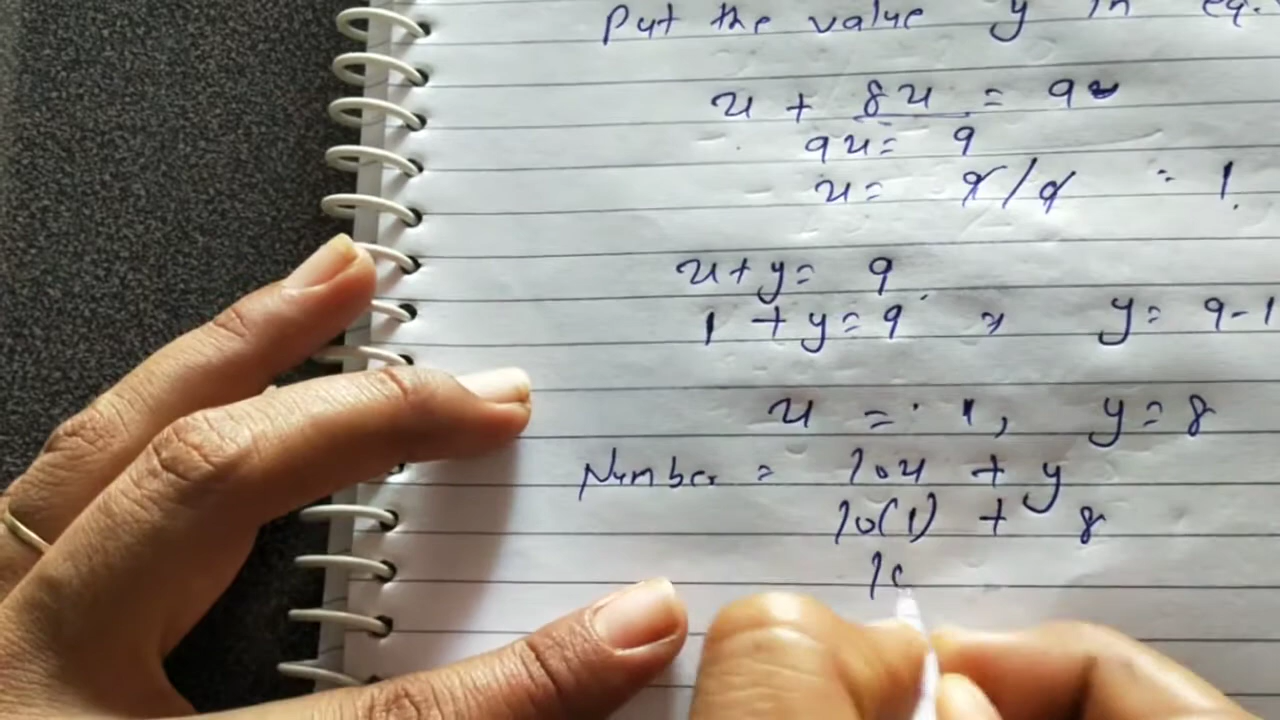 Put the value y in eq.
x + 8x = 9
9x = 9
x = 9/9 = 1.
x + y = 9
1 + y = 9 ⇒ y = 9 - 1
x = 1, y = 8
Number = 10x + y
10(1) + 8
10